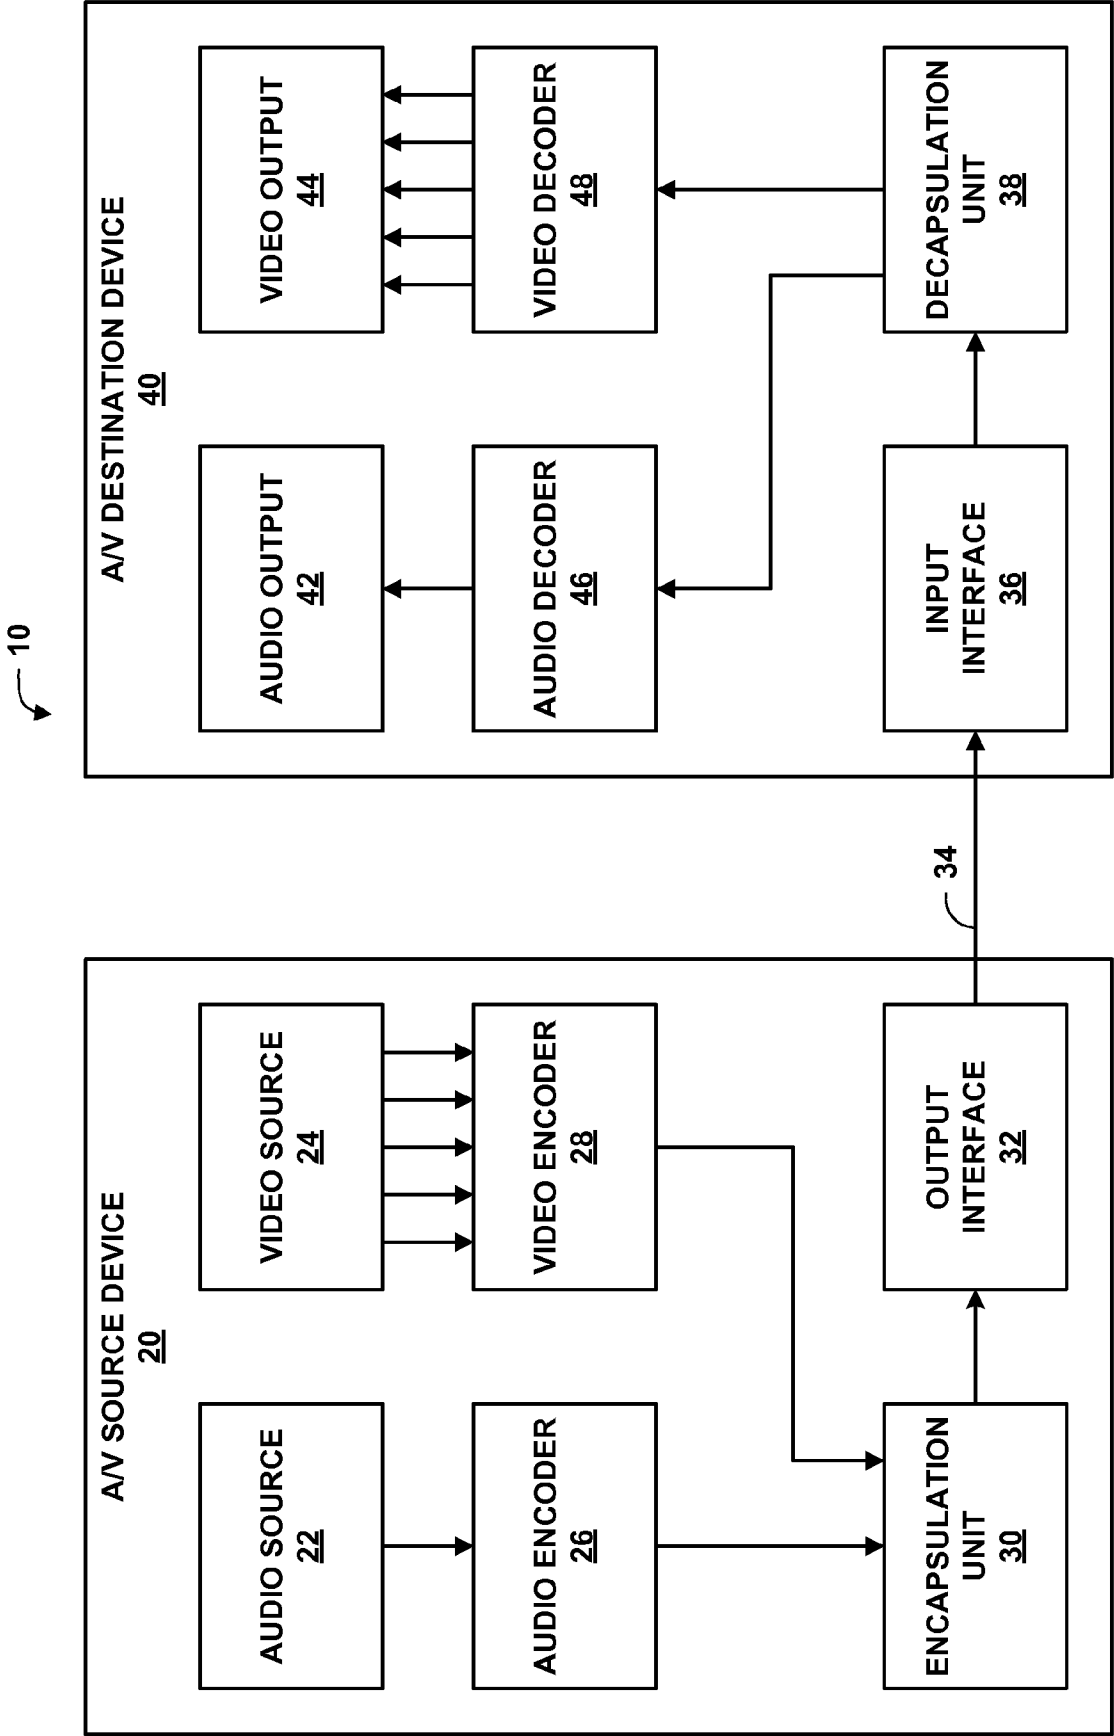 10
A/V SOURCE DEVICE
20
AUDIO SOURCE
22
VIDEO SOURCE
24
AUDIO ENCODER
26
VIDEO ENCODER
28
ENCAPSULATION
UNIT
30
OUTPUT
INTERFACE
32
34
A/V DESTINATION DEVICE
40
AUDIO OUTPUT
42
VIDEO OUTPUT
44
AUDIO DECODER
46
VIDEO DECODER
48
INPUT
INTERFACE
36
DECAPSULATION
UNIT
38